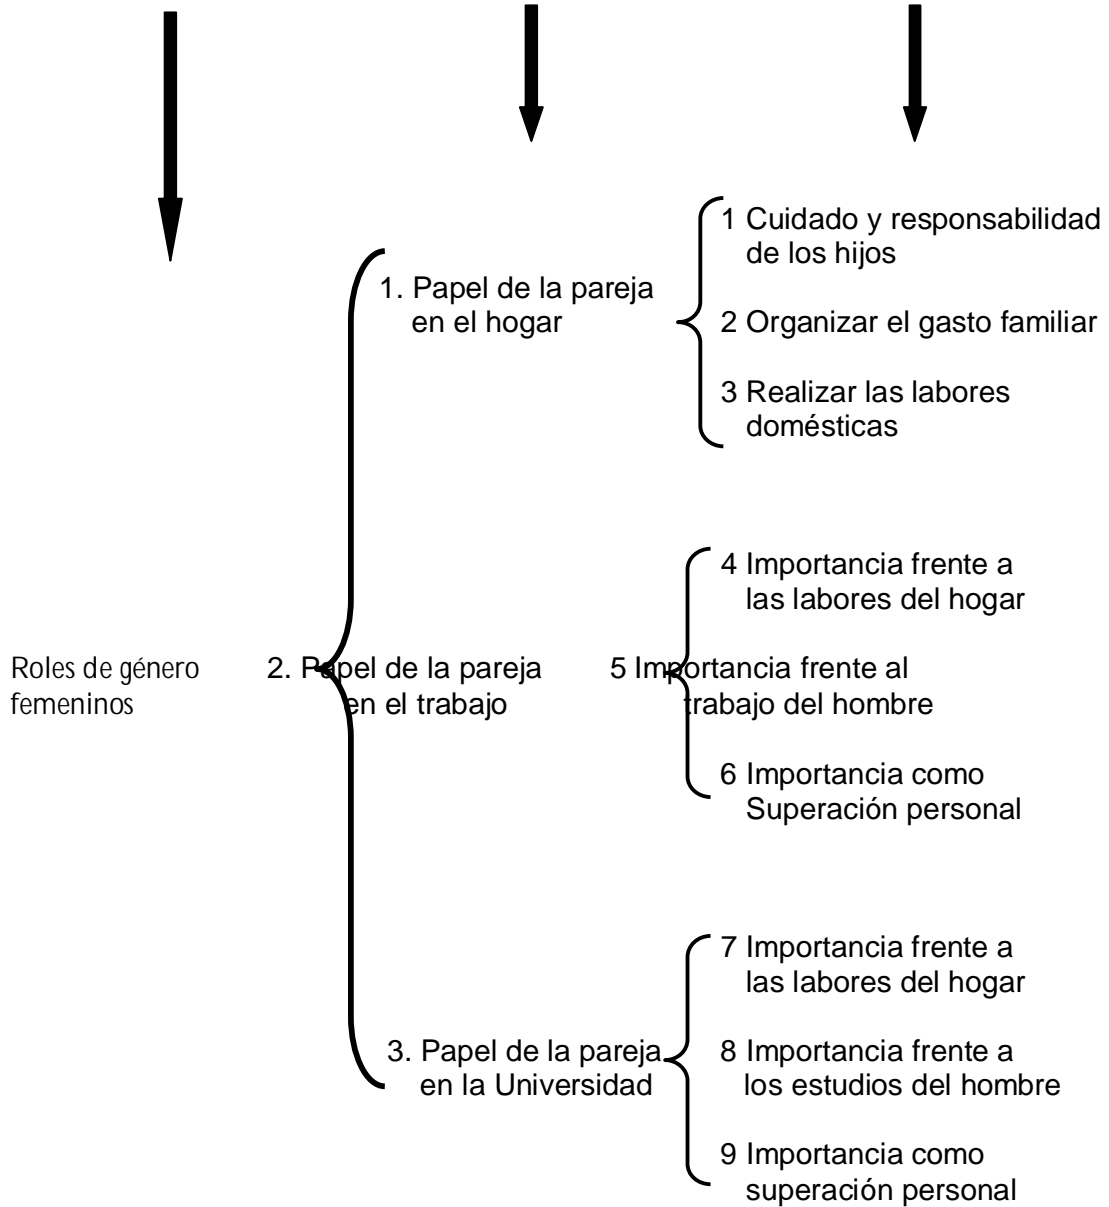 1 Cuidado y responsabilidad
de los hijos
1. Papel de la pareja
en el hogar
2 Organizar el gasto familiar
3 Realizar las labores
domésticas
4 Importancia frente a
las labores del hogar
Roles de género
femeninos
2. Papel de la pareja
en el trabajo
5 Importancia frente al
trabajo del hombre
6 Importancia como
Superación personal
7 Importancia frente a
las labores del hogar
3. Papel de la pareja
en la Universidad
8 Importancia frente a
los estudios del hombre
9 Importancia como
superación personal